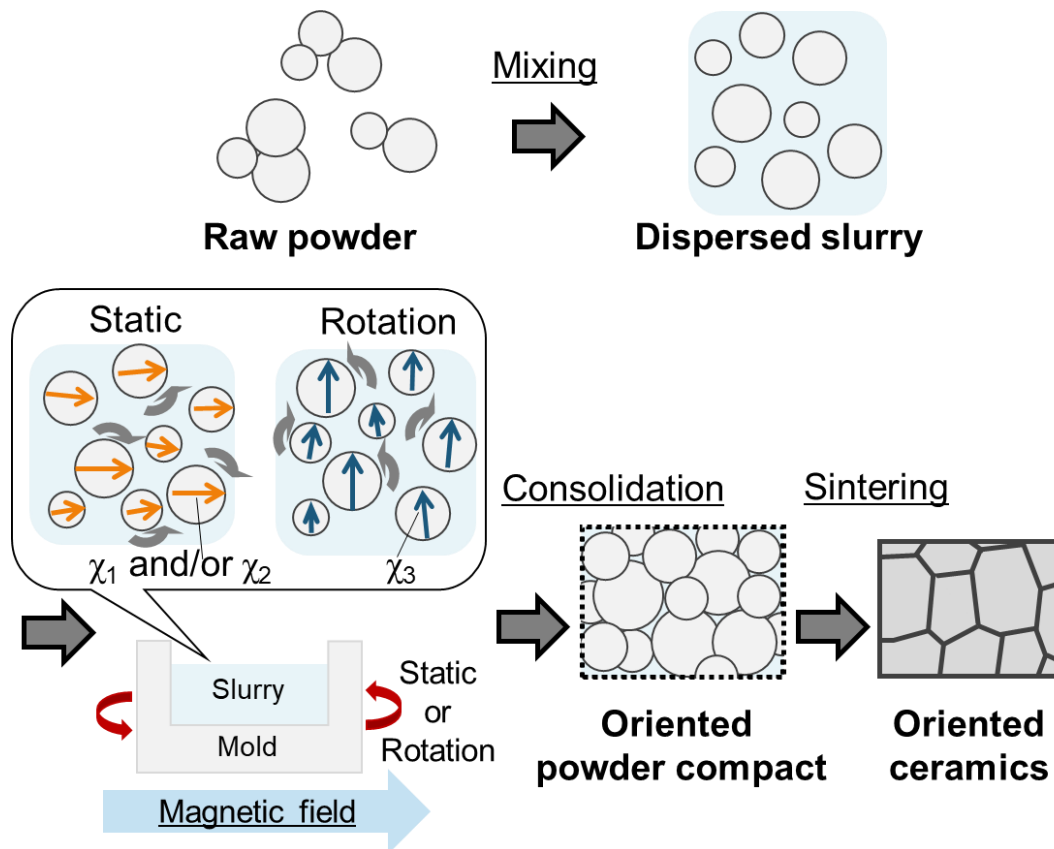 Mixing
Raw powder
Dispersed slurry
Static
Rotation
χ1 and/or χ2
χ3
Slurry
Mold
Static
or
Rotation
Magnetic field
Consolidation
Oriented
powder compact
Sintering
Oriented
ceramics